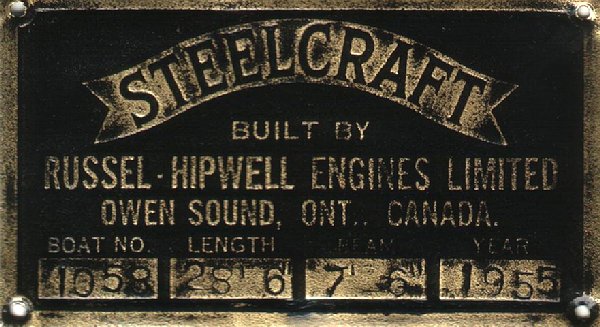 STEELCRAFT
BUILT BY
RUSSEL-HIPWELL ENGINES LIMITED
OWEN SOUND, ONT., CANADA.
BOAT NO. LENGTH BEAM YEAR
1058 28' 6" 7' 6" 1955